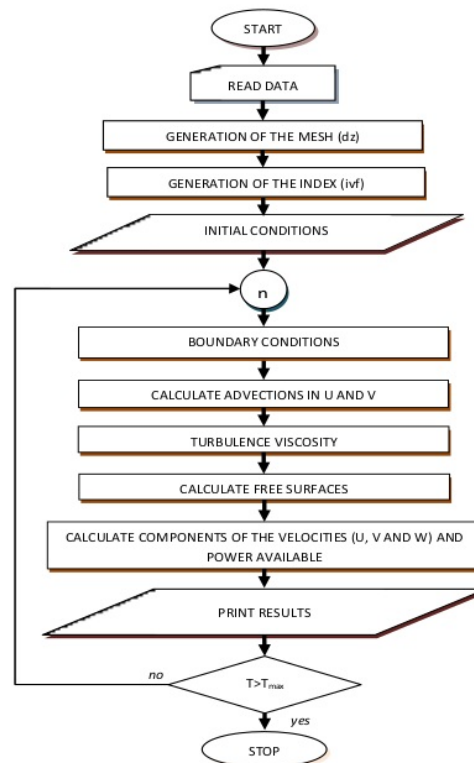 START
READ DATA
GENERATION OF THE MESH (dz)
GENERATION OF THE INDEX (ivf)
INITIAL CONDITIONS
n
BOUNDARY CONDITIONS
CALCULATE ADVECTIONS IN U AND V
TURBULENCE VISCOSITY
CALCULATE FREE SURFACES
CALCULATE COMPONENTS OF THE VELOCITIES (U, V AND W) AND
POWER AVAILABLE
PRINT RESULTS
no
T>Tmax
yes
STOP